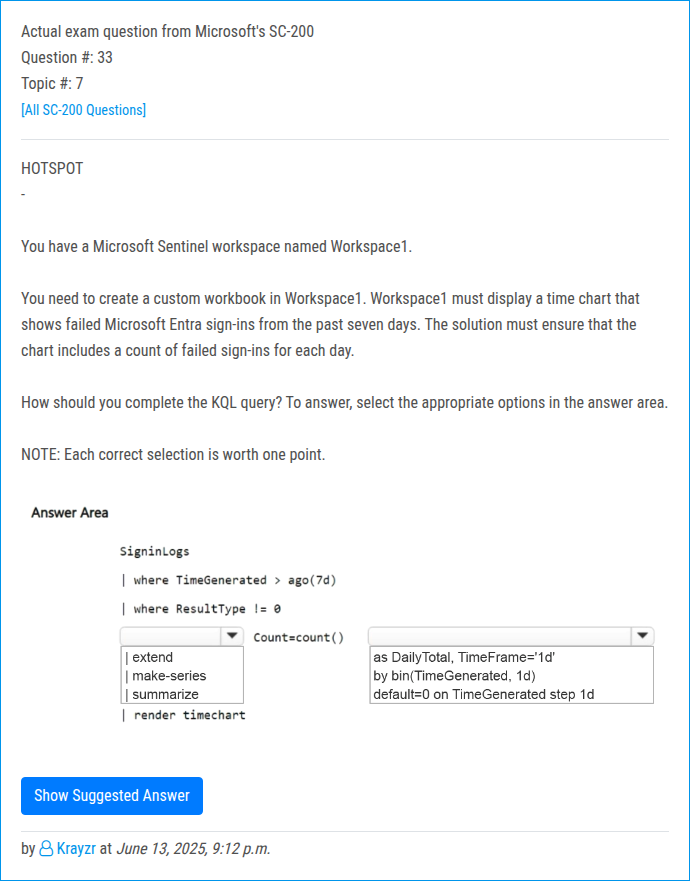 Actual exam question from Microsoft's SC-200
Question #: 33
Topic #: 7
[All SC-200 Questions]
HOTSPOT
-
You have a Microsoft Sentinel workspace named Workspace1.
You need to create a custom workbook in Workspace1. Workspace1 must display a time chart that
shows failed Microsoft Entra sign-ins from the past seven days. The solution must ensure that the
chart includes a count of failed sign-ins for each day.
How should you complete the KQL query? To answer, select the appropriate options in the answer area.
NOTE: Each correct selection is worth one point.
Answer Area
SigninLogs
| where TimeGenerated > ago(7d)
| where ResultType != 0
Count=count()
| extend
| make-series
| summarize
as DailyTotal, TimeFrame='1d'
by bin(TimeGenerated, 1d)
default=0 on TimeGenerated step 1d
| render timechart
Show Suggested Answer
by Krayzr at June 13, 2025, 9:12 p.m.